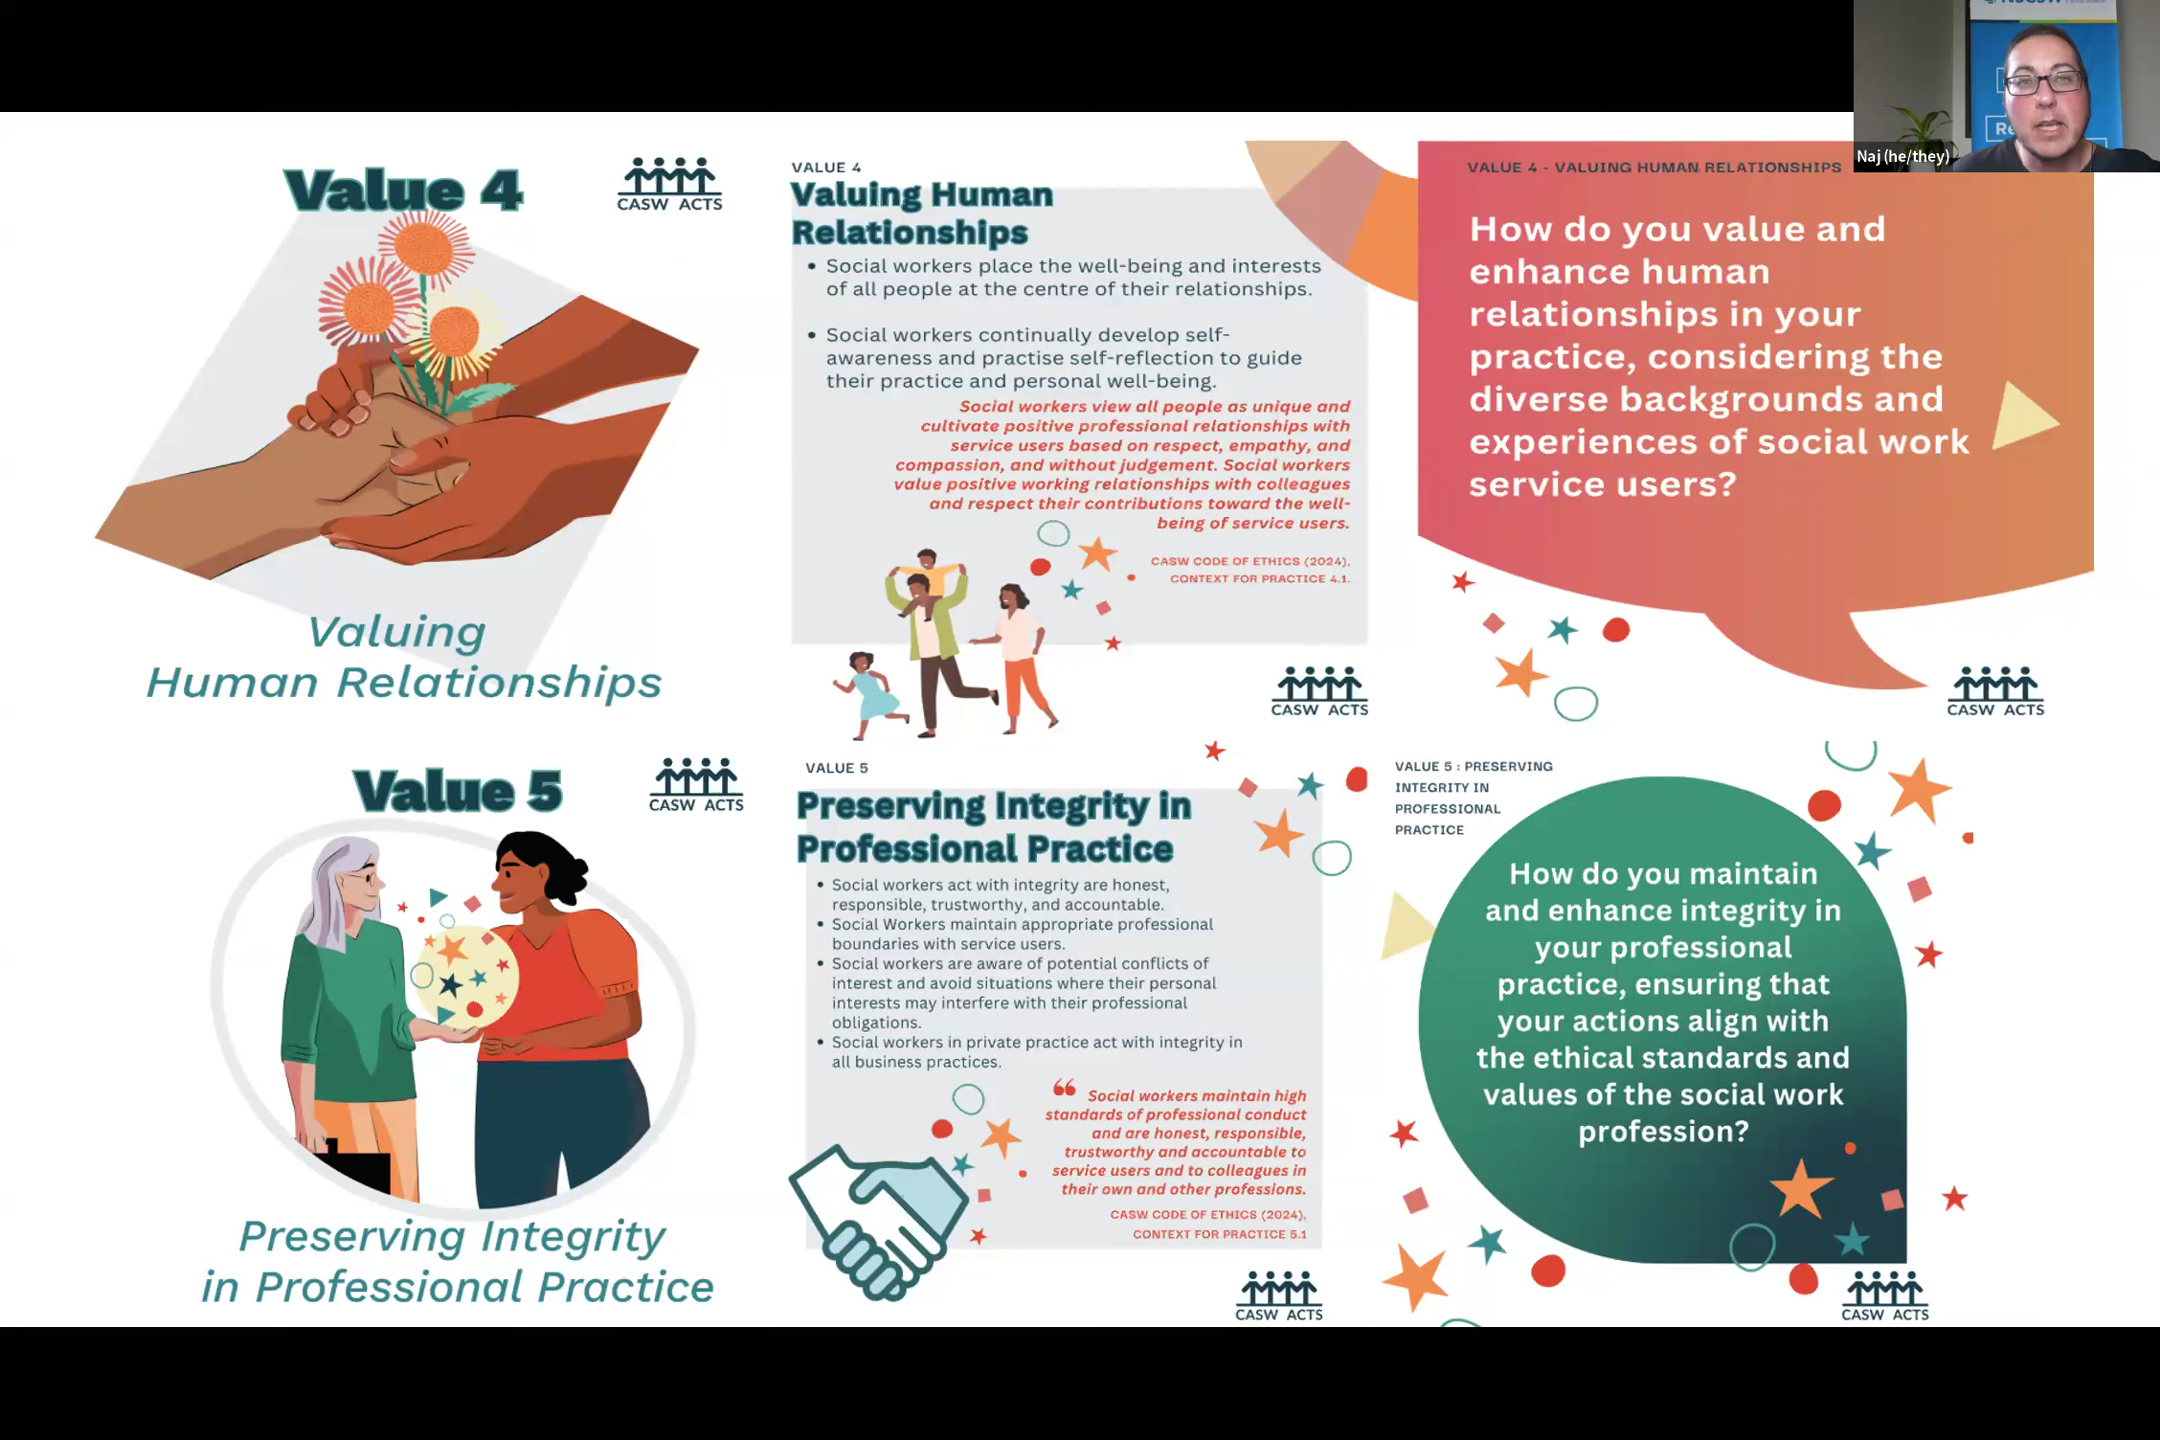 Value 4
CASW ACTS
Valuing
Human Relationships
VALUE 4
Valuing Human
Relationships
• Social workers place the well-being and interests
of all people at the centre of their relationships.
• Social workers continually develop self-
awareness and practise self-reflection to guide
their practice and personal well-being.
Social workers view all people as unique and
cultivate positive professional relationships with
service users based on respect, empathy, and
compassion, and without judgement. Social workers
value positive working relationships with colleagues
and respect their contributions toward the well-
being of service users.
CASW CODE OF ETHICS (2024),
CONTEXT FOR PRACTICE 4.1.
CASW ACTS
VALUE 4 - VALUING HUMAN RELATIONSHIPS
How do you value and
enhance human
relationships in your
practice, considering the
diverse backgrounds and
experiences of social work
service users?
CASW ACTS
Naj (he/they)
Value 5
CASW ACTS
Preserving Integrity
in Professional Practice
VALUE 5
Preserving Integrity in
Professional Practice
• Social workers act with integrity are honest,
responsible, trustworthy, and accountable.
• Social Workers maintain appropriate professional
boundaries with service users.
• Social workers are aware of potential conflicts of
interest and avoid situations where their personal
interests may interfere with their professional
obligations.
• Social workers in private practice act with integrity in
all business practices.
“ Social workers maintain high
standards of professional conduct
and are honest, responsible,
trustworthy and accountable to
service users and to colleagues in
their own and other professions.
CASW CODE OF ETHICS (2024),
CONTEXT FOR PRACTICE 5.1
CASW ACTS
VALUE 5 : PRESERVING
INTEGRITY IN
PROFESSIONAL
PRACTICE
How do you maintain
and enhance integrity in
your professional
practice, ensuring that
your actions align with
the ethical standards and
values of the social work
profession?
CASW ACTS